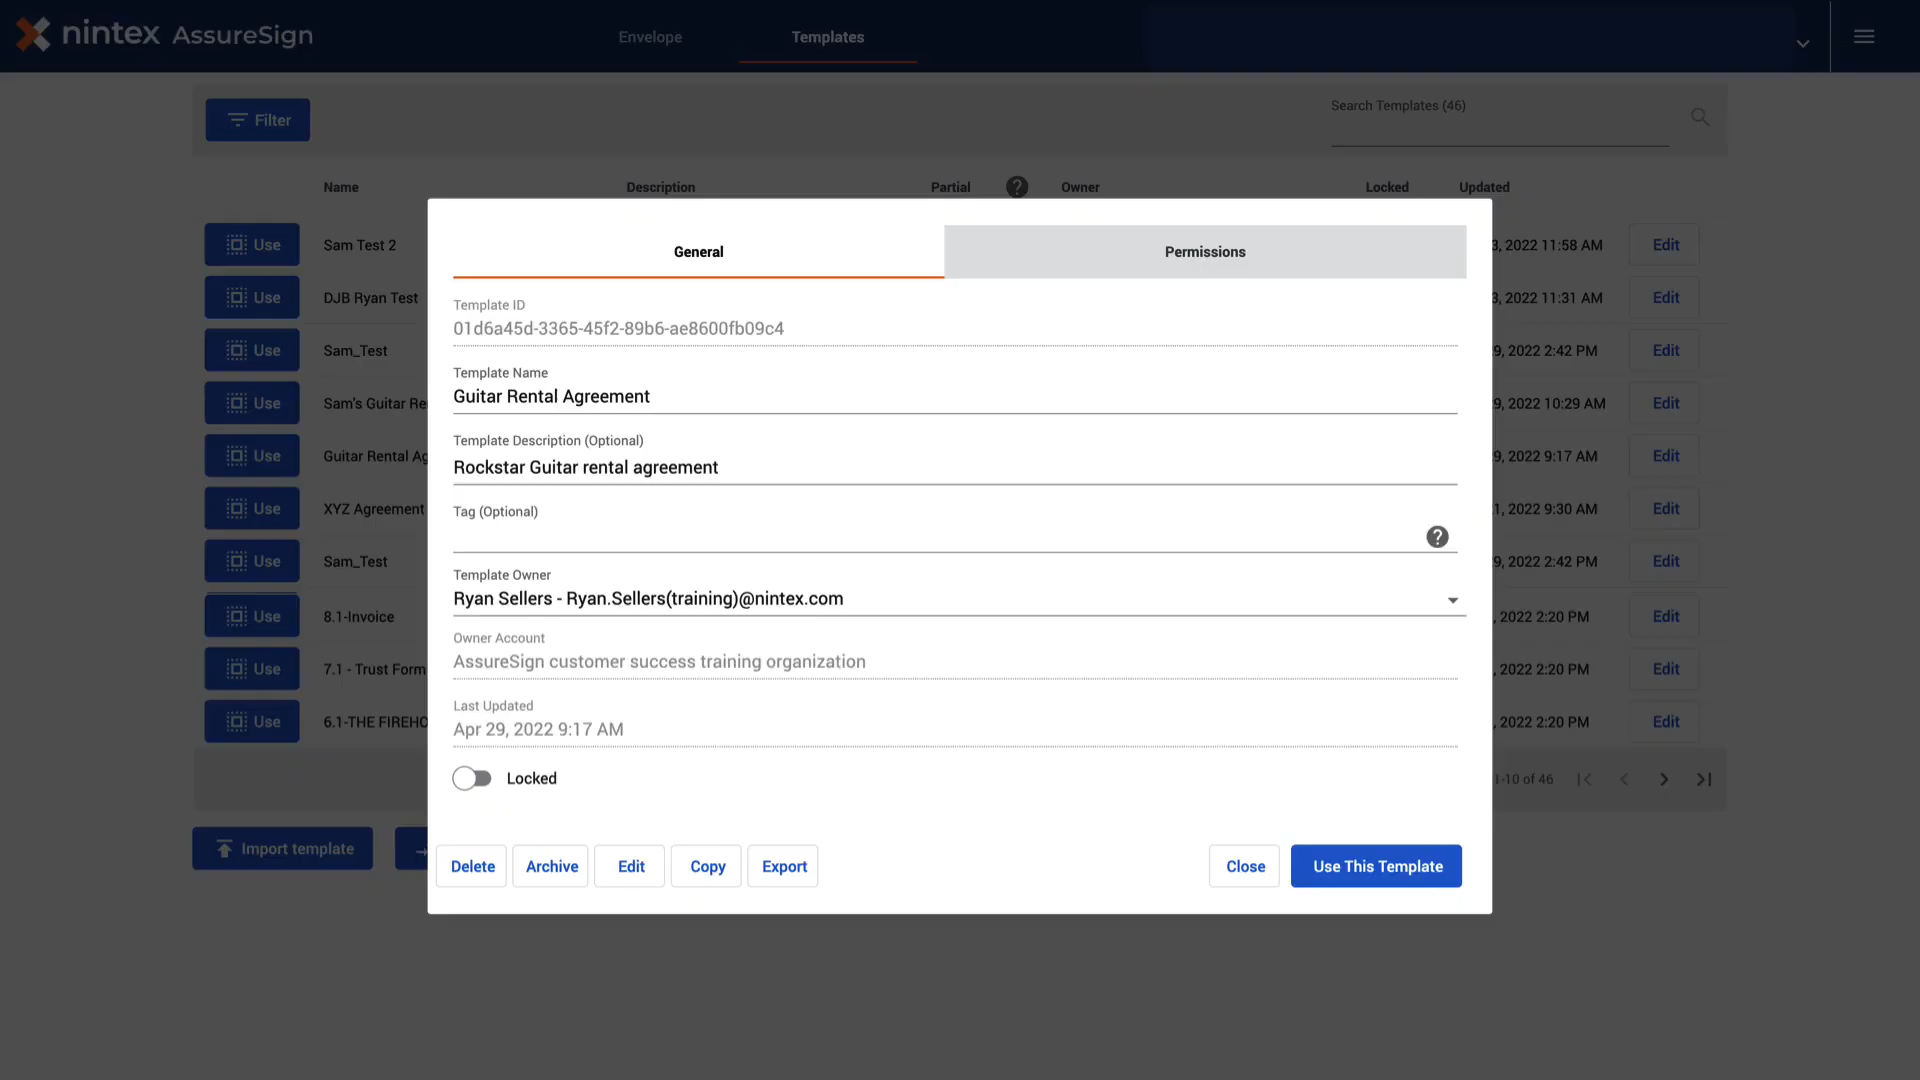 nintex AssureSign
Envelope
Templates
Filter
Search Templates (46)
Name
Description
Partial
?
Owner
Locked
Updated
Use
Sam Test 2
3, 2022 11:58 AM
Edit
Use
DJB Ryan Test
3, 2022 11:31 AM
Edit
Use
Sam_Test
9, 2022 2:42 PM
Edit
Use
Sam's Guitar Re
9, 2022 10:29 AM
Edit
Use
Guitar Rental Ag
9, 2022 9:17 AM
Edit
Use
XYZ Agreement
1, 2022 9:30 AM
Edit
Use
Sam_Test
9, 2022 2:42 PM
Edit
Use
8.1-Invoice
, 2022 2:20 PM
Edit
Use
7.1 - Trust Form
, 2022 2:20 PM
Edit
Use
6.1-THE FIREHO
, 2022 2:20 PM
Edit
1-10 of 46
Import template
General
Permissions
Template ID
01d6a45d-3365-45f2-89b6-ae8600fb09c4
Template Name
Guitar Rental Agreement
Template Description (Optional)
Rockstar Guitar rental agreement
Tag (Optional)
?
Template Owner
Ryan Sellers - Ryan.Sellers(training)@nintex.com
Owner Account
AssureSign customer success training organization
Last Updated
Apr 29, 2022 9:17 AM
Locked
Delete
Archive
Edit
Copy
Export
Close
Use This Template